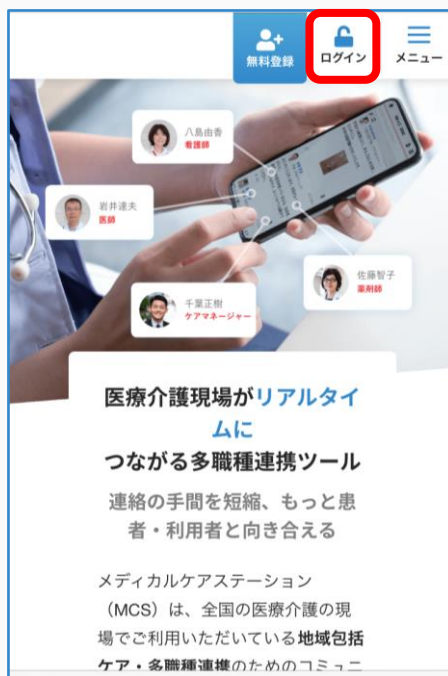 無料登録
ログイン
メニュー
八島由香
看護師
岩井達夫
医師
佐藤智子
薬剤師
千葉正樹
ケアマネージャー
医療介護現場がリアルタイ
ムに
つながる多職種連携ツール
連絡の手間を短縮、もっと患
者・利用者と向き合える
メディカルケアステーション
（MCS）は、全国の医療介護の現
場でご利用いただいている地域包括
ケア・多職種連携のためのコミュニ